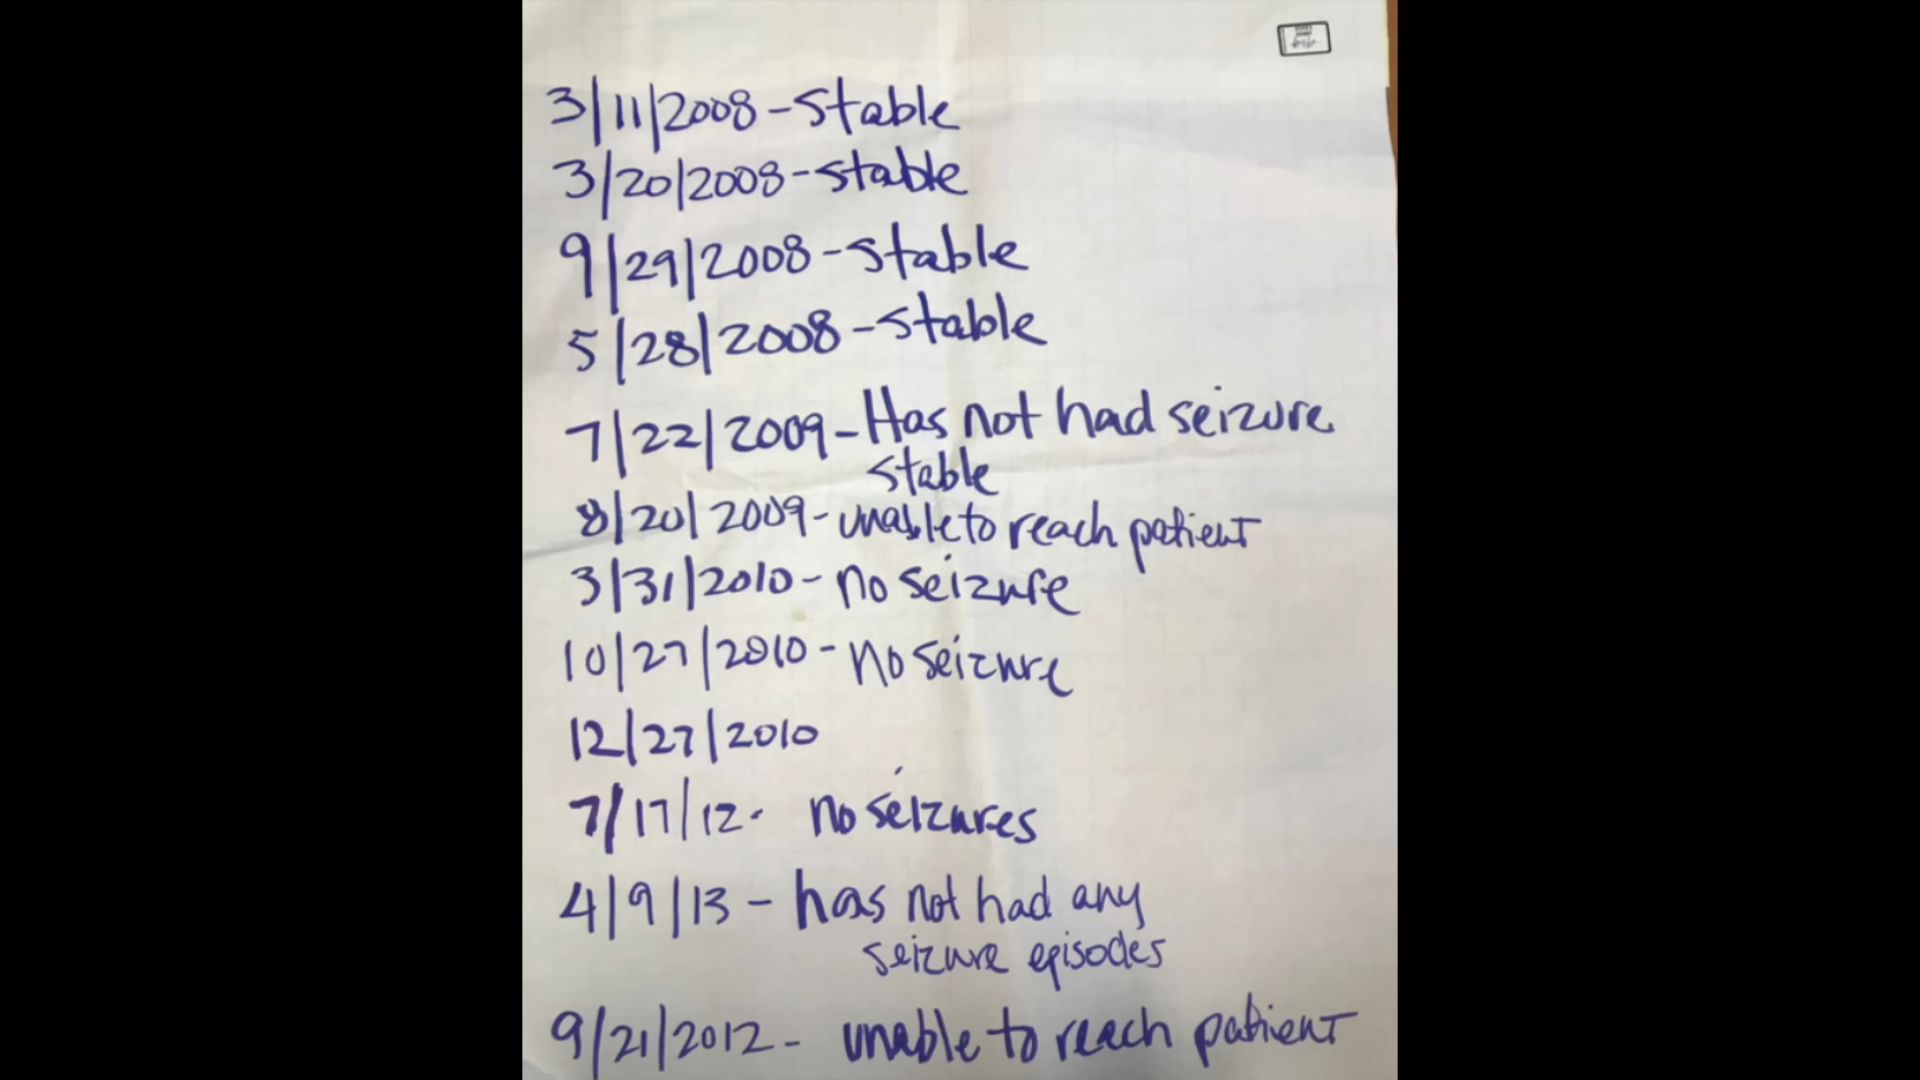 3/11/2008 - Stable
3/20/2008 - stable
9/29/2008 - stable
5/28/2008 - stable
7/22/2009 - Has not had seizure
stable
8/20/2009 - unable to reach patient
3/31/2010 - no seizure
10/27/2010 - no seizure
12/27/2010
7/17/12 - no seizures
4/9/13 - has not had any
seizure episodes
9/21/2012 - unable to reach patient